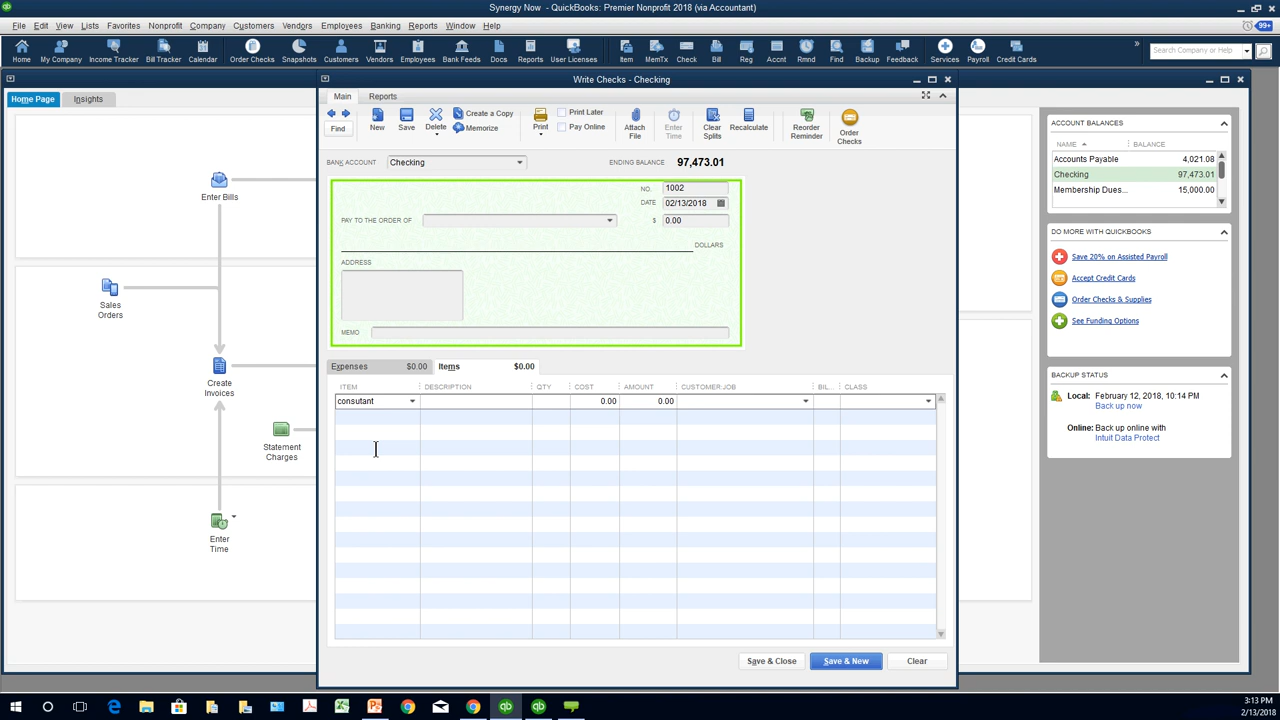 Synergy Now - QuickBooks: Premier Nonprofit 2018 (via Accountant)
File Edit View Lists Favorites Nonprofit Company Customers Vendors Employees Banking Reports Window Help
99+
Home My Company Income Tracker Bill Tracker Calendar Order Checks Snapshots Customers Vendors Employees Bank Feeds Docs Reports User Licenses Item MemTx Check Bill Reg Accnt Rmnd Find Backup Feedback Services Payroll Credit Cards
Search Company or Help
Write Checks - Checking
Home Page Insights
Enter Bills
Sales
Orders
Create
Invoices
Statement
Charges
Enter
Time
Main Reports
Find
New
Save
Delete
Create a Copy
Memorize
Print
Print Later
Pay Online
Attach
File
Enter
Time
Clear
Splits
Recalculate
Reorder
Reminder
Order
Checks
BANK ACCOUNT Checking
ENDING BALANCE 97,473.01
NO. 1002
DATE 02/13/2018
PAY TO THE ORDER OF
$ 0.00
DOLLARS
ADDRESS
MEMO
Expenses $0.00 Items $0.00
ITEM DESCRIPTION QTY COST AMOUNT CUSTOMER:JOB BIL... CLASS
consutant 0.00 0.00
Save & Close Save & New Clear
ACCOUNT BALANCES
NAME BALANCE
Accounts Payable 4,021.08
Checking 97,473.01
Membership Dues... 15,000.00
DO MORE WITH QUICKBOOKS
Save 20% on Assisted Payroll
Accept Credit Cards
Order Checks & Supplies
See Funding Options
BACKUP STATUS
Local: February 12, 2018, 10:14 PM
Back up now
Online: Back up online with
Intuit Data Protect
3:13 PM
2/13/2018